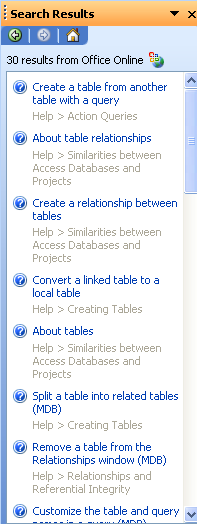 Search Results
30 results from Office Online
Create a table from another
table with a query
Help > Action Queries
About table relationships
Help > Similarities between
Access Databases and
Projects
Create a relationship between
tables
Help > Similarities between
Access Databases and
Projects
Convert a linked table to a
local table
Help > Creating Tables
About tables
Help > Similarities between
Access Databases and
Projects
Split a table into related tables
(MDB)
Help > Creating Tables
Remove a table from the
Relationships window (MDB)
Help > Relationships and
Referential Integrity
Customize the table and query
names in a query (MDB)